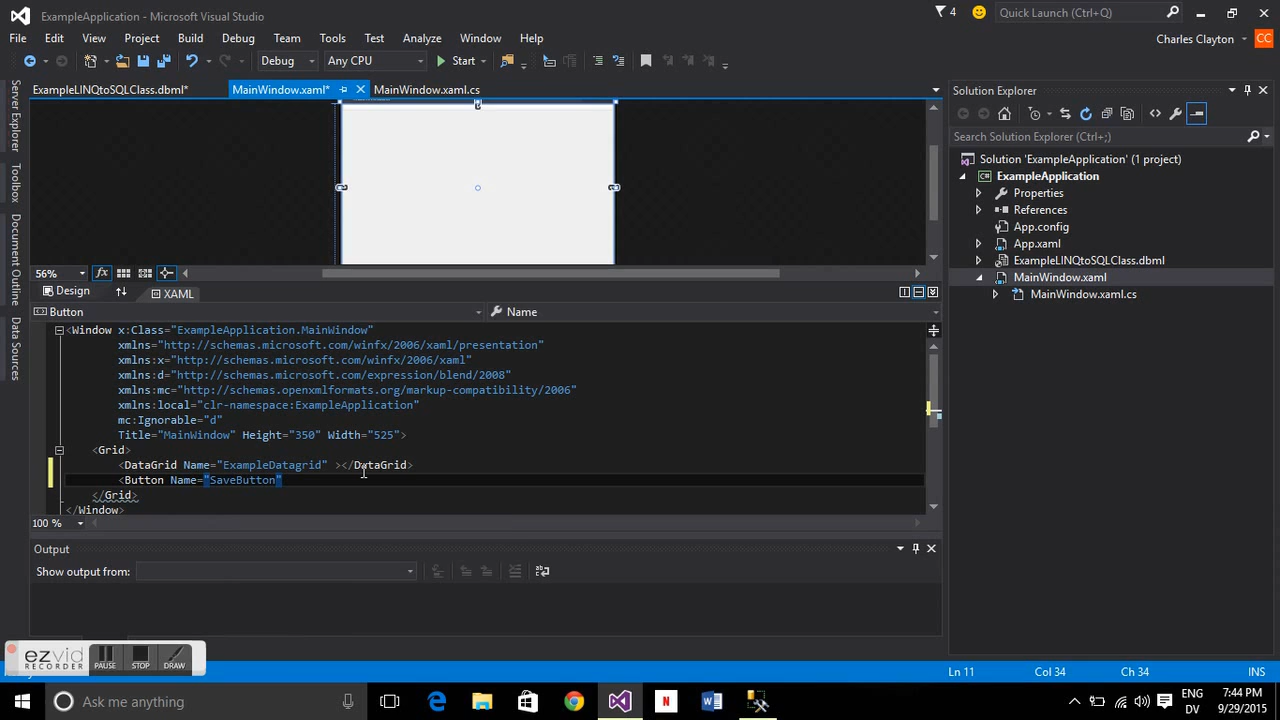 ExampleApplication - Microsoft Visual Studio
4
Quick Launch (Ctrl+Q)
File Edit View Project Build Debug Team Tools Test Analyze Window Help
Charles Clayton CC
Debug Any CPU Start
ExampleLINQtoSQLClass.dbml* MainWindow.xaml* MainWindow.xaml.cs
Server Explorer
Toolbox
Document Outline
Data Sources
56% fx
Design XAML
Button Name
<Window x:Class="ExampleApplication.MainWindow"
xmlns="http://schemas.microsoft.com/winfx/2006/xaml/presentation"
xmlns:x="http://schemas.microsoft.com/winfx/2006/xaml"
xmlns:d="http://schemas.microsoft.com/expression/blend/2008"
xmlns:mc="http://schemas.openxmlformats.org/markup-compatibility/2006"
xmlns:local="clr-namespace:ExampleApplication"
mc:Ignorable="d"
Title="MainWindow" Height="350" Width="525">
<Grid>
<DataGrid Name="ExampleDatagrid" ></DataGrid>
<Button Name="SaveButton"
</Grid>
</Window>
100 %
Output
Show output from:
Solution Explorer
Search Solution Explorer (Ctrl+;)
Solution 'ExampleApplication' (1 project)
ExampleApplication
Properties
References
App.config
App.xaml
ExampleLINQtoSQLClass.dbml
MainWindow.xaml
MainWindow.xaml.cs
ezvid
RECORDER
PAUSE STOP DRAW
Ln 11 Col 34 Ch 34 INS
Ask me anything
ENG
DV
7:44 PM
9/29/2015